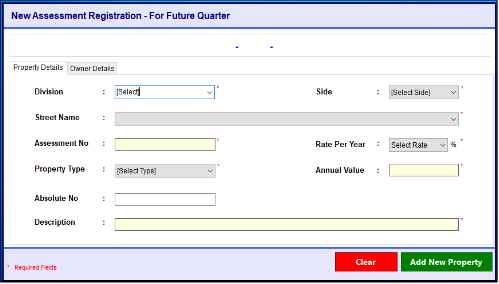 New Assessment Registration - For Future Quarter
- -
Property Details Owner Details
Division : [Select] * Side : [Select Side] *
Street Name : *
Assessment No : * Rate Per Year : Select Rate % *
Property Type : [Select Type] * Annual Value : *
Absolute No :
Description : *
* Required Fields Clear Add New Property